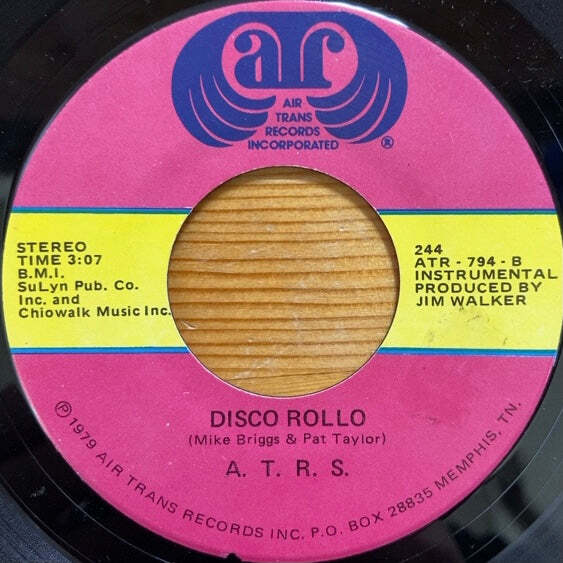 ar
AIR
TRANS
RECORDS
INCORPORATED ®
STEREO
TIME 3:07
B.M.I.
SuLyn Pub. Co.
Inc. and
Chiowalk Music Inc.
244
ATR - 794 - B
INSTRUMENTAL
PRODUCED BY
JIM WALKER
DISCO ROLLO
(Mike Briggs & Pat Taylor)
A. T. R. S.
℗ 1979 AIR TRANS RECORDS INC. P.O. BOX 28835 MEMPHIS, TN.